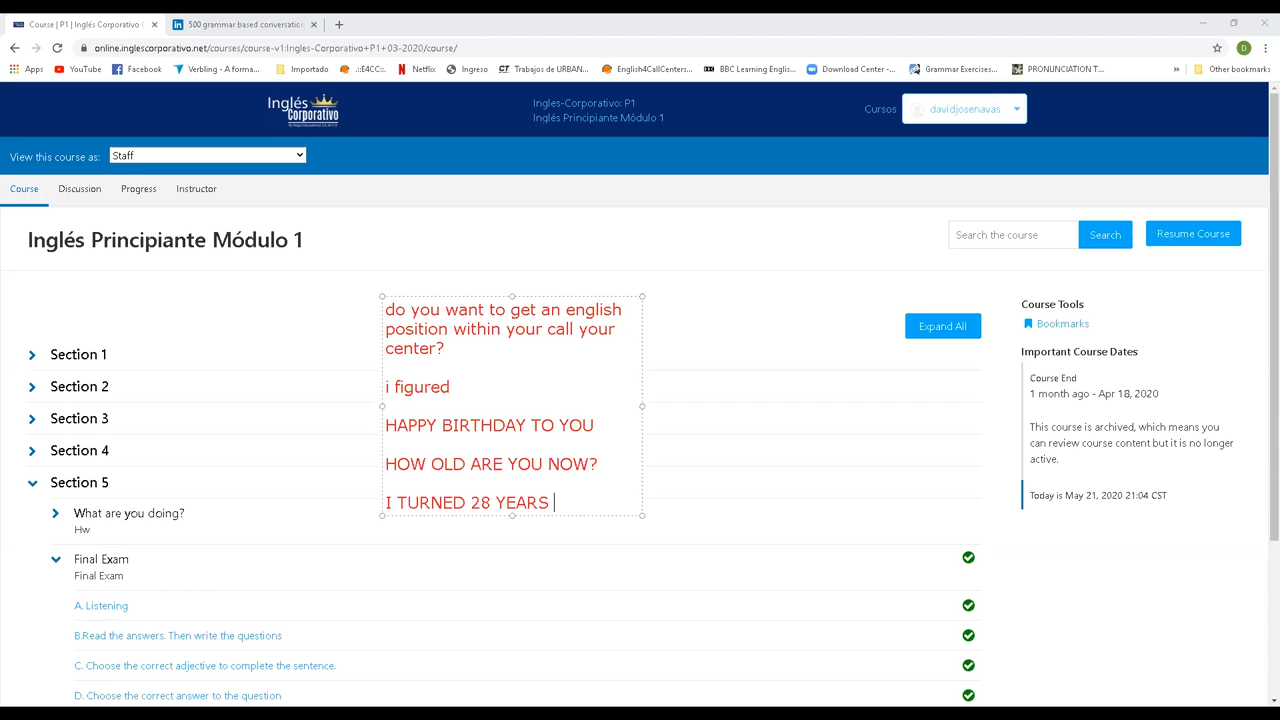 Course | P1 | Inglés Corporativo
500 grammar based conversatio
online.inglescorporativo.net/courses/course-v1:Ingles-Corporativo+P1+03-2020/course/
D
Apps
YouTube
Facebook
Verbling - A forma...
Importado
.::E4CC::.
Netflix
Ingreso
CT
Trabajos de URBAN...
English4CallCenters...
BBC
BBC Learning Englis...
Download Center -...
Grammar Exercises...
PRONUNCIATION T...
»
Other bookmarks
Inglés
Corporativo
Ingles-Corporativo: P1
Inglés Principiante Módulo 1
Cursos
davidjosenavas
View this course as:
Staff
Course
Discussion
Progress
Instructor
Inglés Principiante Módulo 1
Search the course
Search
Resume Course
do you want to get an english
position within your call your
center?
i figured
HAPPY BIRTHDAY TO YOU
HOW OLD ARE YOU NOW?
I TURNED 28 YEARS
Expand All
Section 1
Section 2
Section 3
Section 4
Section 5
What are you doing?
Hw
Final Exam
Final Exam
A. Listening
B.Read the answers. Then write the questions
C. Choose the correct adjective to complete the sentence.
D. Choose the correct answer to the question
Course Tools
Bookmarks
Important Course Dates
Course End
1 month ago - Apr 18, 2020
This course is archived, which means you
can review course content but it is no longer
active.
Today is May 21, 2020 21:04 CST